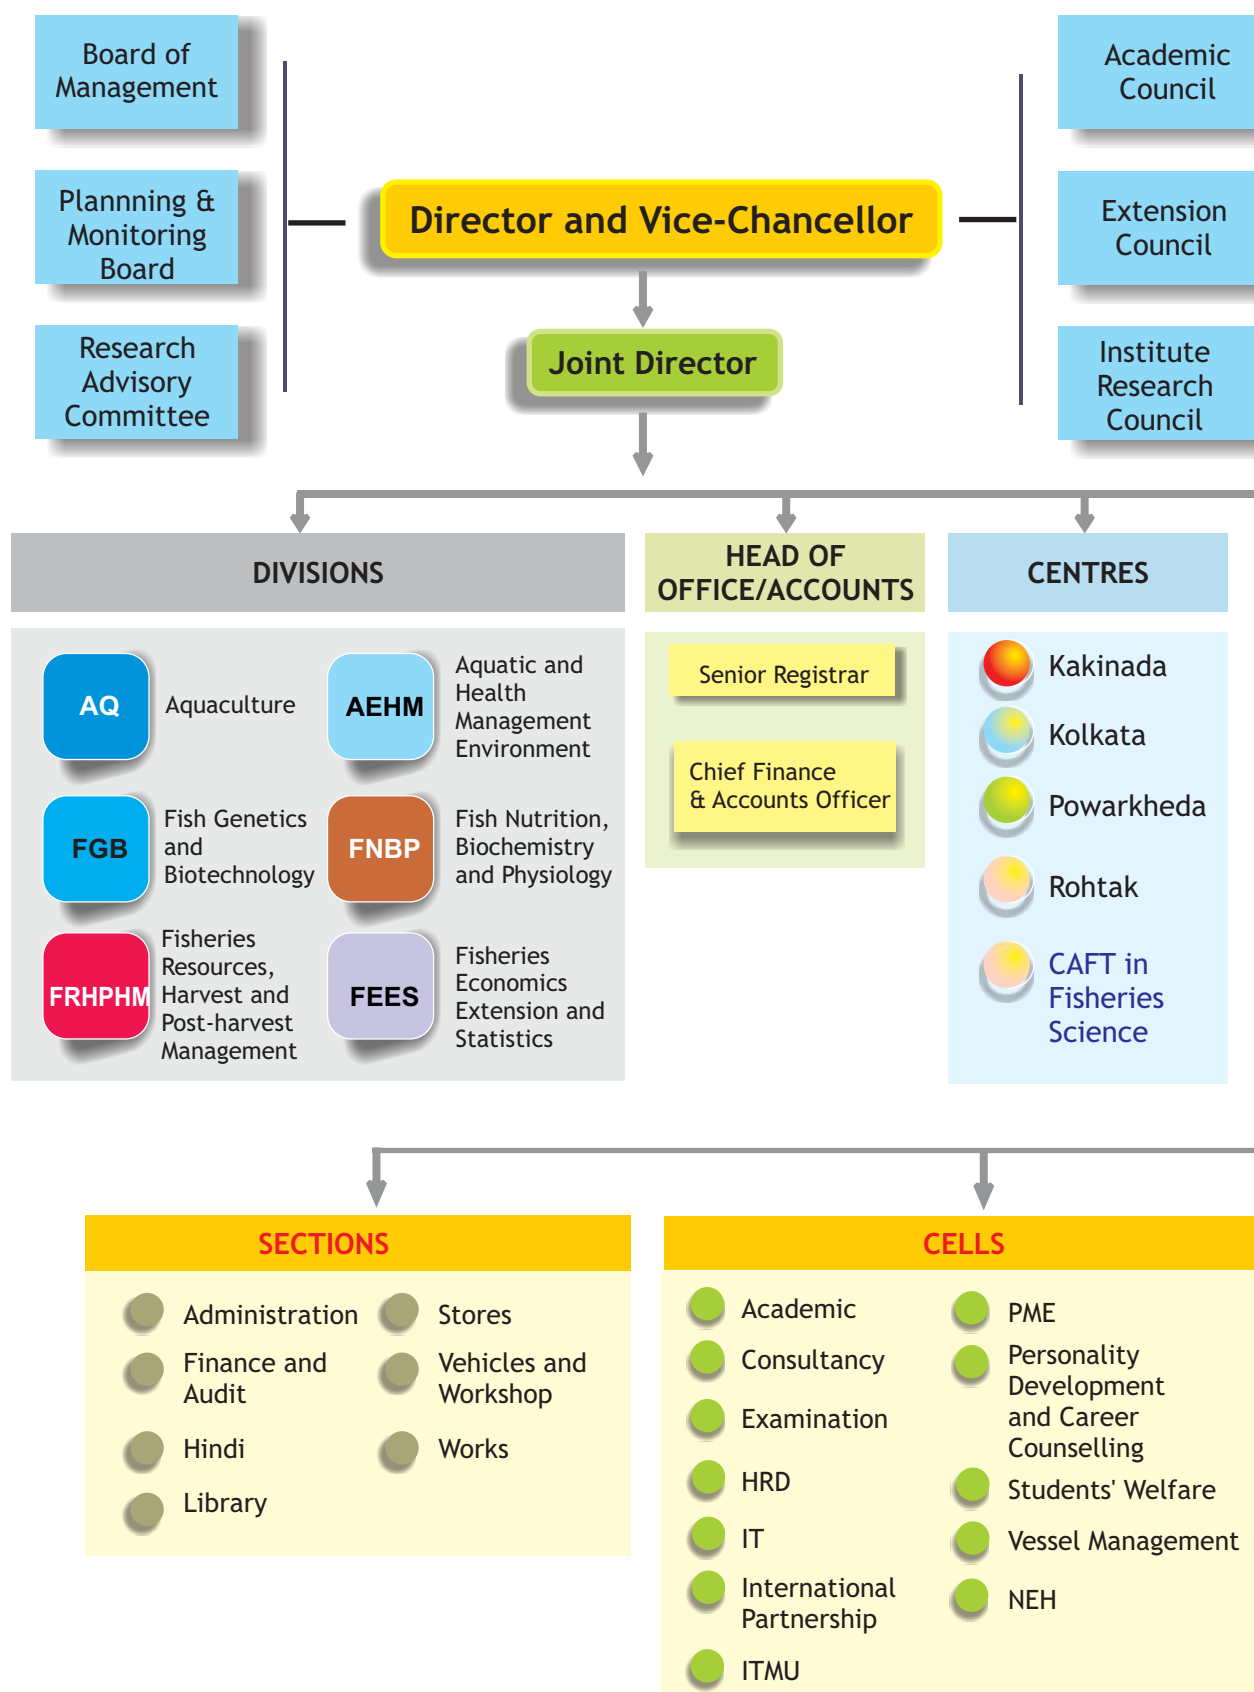 Board of
Management
Plannning &
Monitoring
Board
Research
Advisory
Committee
Director and Vice-Chancellor
Joint Director
Academic
Council
Extension
Council
Institute
Research
Council
DIVISIONS
AQ
Aquaculture
AEHM
Aquatic and
Health
Management
Environment
FGB
Fish Genetics
and
Biotechnology
FNBP
Fish Nutrition,
Biochemistry
and Physiology
FRHPHM
Fisheries
Resources,
Harvest and
Post-harvest
Management
FEES
Fisheries
Economics
Extension and
Statistics
HEAD OF
OFFICE/ACCOUNTS
Senior Registrar
Chief Finance
& Accounts Officer
CENTRES
Kakinada
Kolkata
Powarkheda
Rohtak
CAFT in
Fisheries
Science
SECTIONS
Administration
Finance and
Audit
Hindi
Library
Stores
Vehicles and
Workshop
Works
CELLS
Academic
Consultancy
Examination
HRD
IT
International
Partnership
ITMU
PME
Personality
Development
and Career
Counselling
Students' Welfare
Vessel Management
NEH